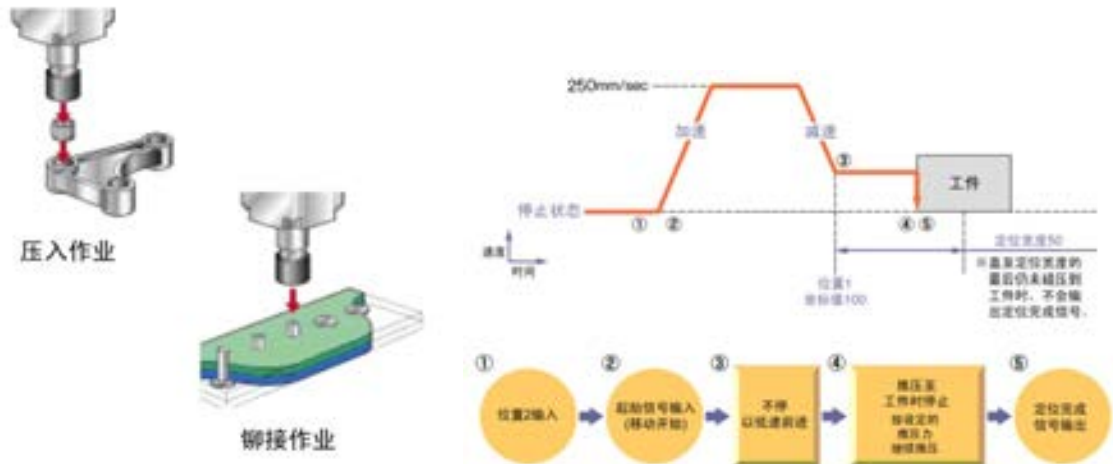 压入作业
铆接作业
250mm/sec
加速
减速
③
工件
停止状态
①
②
④⑤
速度
时间
定位宽度50
位置1
坐标值100
※直至定位宽度的
最后仍未碰压到
工件时、不会输
出定位完成信号.
①
位置2输入
②
起始信号输入
(移动开始)
③
不停
以低速前进
④
推压至
工件时停止
按设定的
推压力
继续推压
⑤
定位完成
信号输出